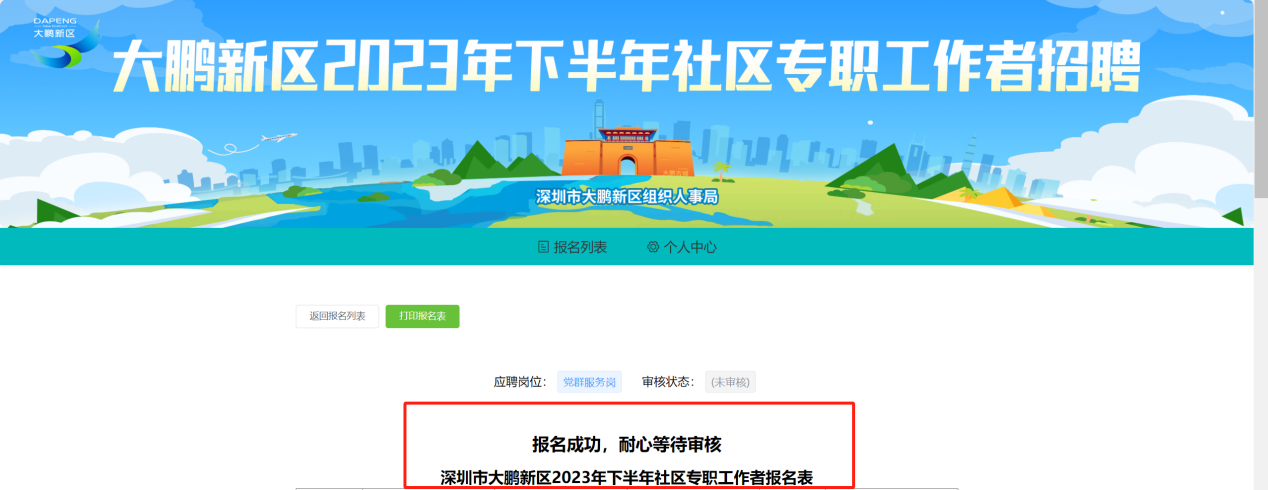 DAPENG
大鹏新区
大鹏新区2023年下半年社区专职工作者招聘
深圳市大鹏新区组织人事局
报名列表 个人中心
返回报名列表 打印报名表
应聘岗位： 党群服务岗 审核状态： (未审核)
报名成功，耐心等待审核
深圳市大鹏新区2023年下半年社区专职工作者报名表